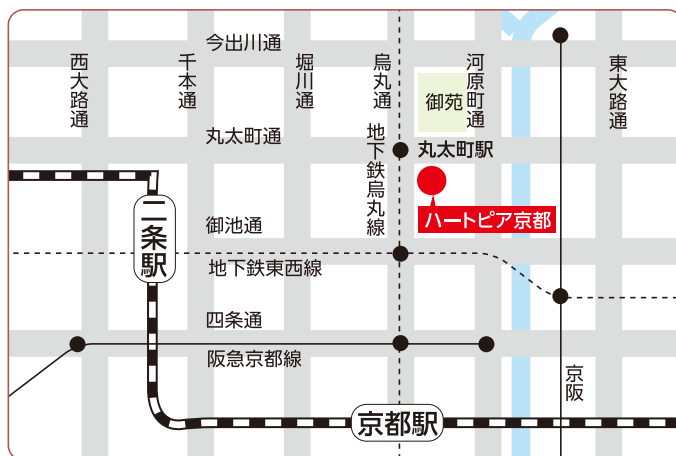 今出川通
西大路通
千本通
堀川通
烏丸通
河原町通
東大路通
御苑
丸太町通
地下鉄烏丸線
丸太町駅
ハートピア京都
二条駅
御池通
地下鉄東西線
四条通
阪急京都線
京阪
京都駅